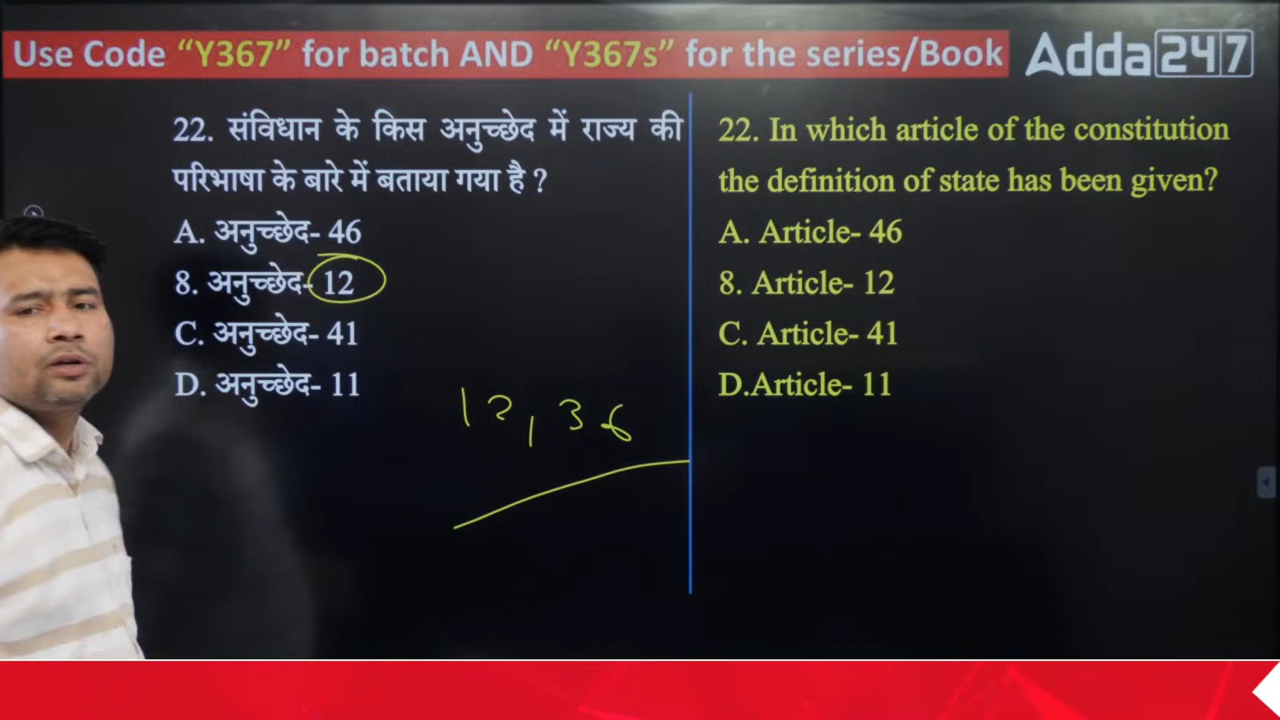 Use Code “Y367” for batch AND “Y367s” for the series/Book
Adda247
22. संविधान के किस अनुच्छेद में राज्य की
परिभाषा के बारे में बताया गया है ?
A. अनुच्छेद- 46
8. अनुच्छेद- 12
C. अनुच्छेद- 41
D. अनुच्छेद- 11
12, 36
22. In which article of the constitution
the definition of state has been given?
A. Article- 46
8. Article- 12
C. Article- 41
D.Article- 11